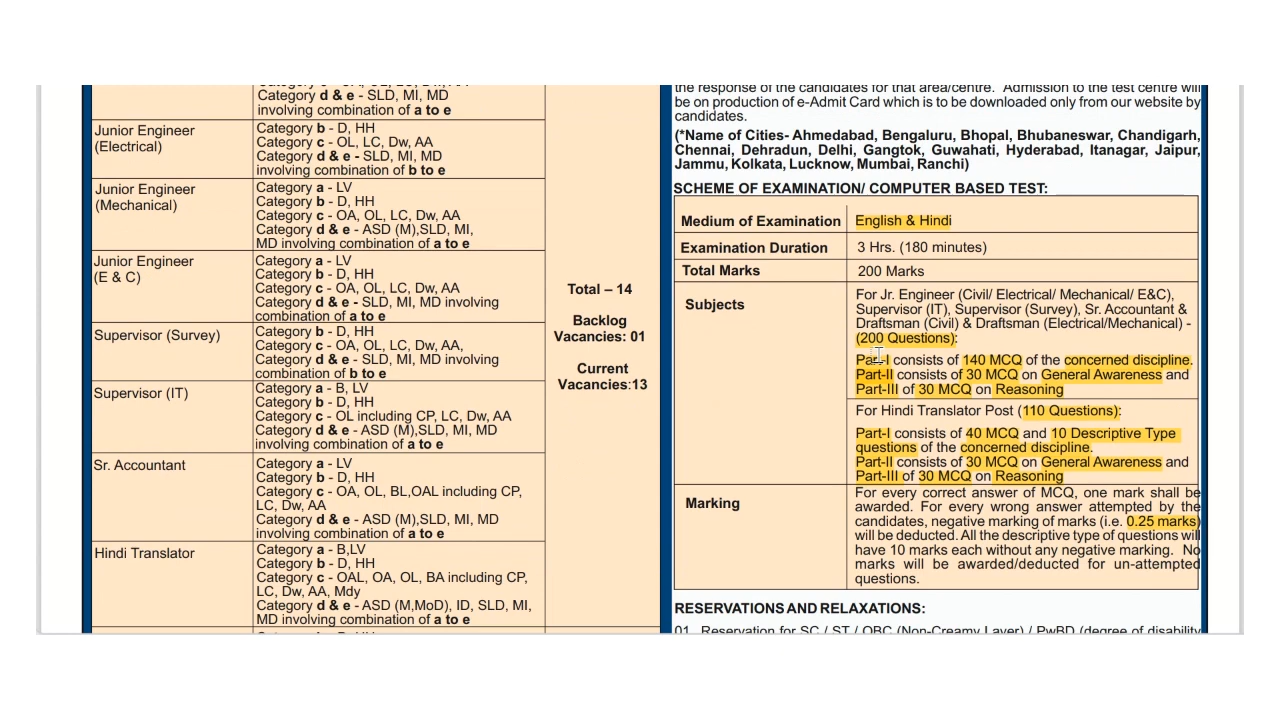 Category d & e - SLD, MI, MD
involving combination of a to e
Junior Engineer
(Electrical)
Category b - D, HH
Category c - OL, LC, Dw, AA
Category d & e - SLD, MI, MD
involving combination of b to e
Junior Engineer
(Mechanical)
Category a - LV
Category b - D, HH
Category c - OA, OL, LC, Dw, AA
Category d & e - ASD (M),SLD, MI,
MD involving combination of a to e
Junior Engineer
(E & C)
Category a - LV
Category b - D, HH
Category c - OA, OL, LC, Dw, AA
Category d & e - SLD, MI, MD involving
combination of a to e
Supervisor (Survey)
Category b - D, HH
Category c - OA, OL, LC, Dw, AA,
Category d & e - SLD, MI, MD involving
combination of b to e
Supervisor (IT)
Category a - B, LV
Category b - D, HH
Category c - OL including CP, LC, Dw, AA
Category d & e - ASD (M),SLD, MI, MD
involving combination of a to e
Sr. Accountant
Category a - LV
Category b - D, HH
Category c - OA, OL, BL,OAL including CP,
LC, Dw, AA
Category d & e - ASD (M),SLD, MI, MD
involving combination of a to e
Hindi Translator
Category a - B,LV
Category b - D, HH
Category c - OAL, OA, OL, BA including CP,
LC, Dw, AA, Mdy
Category d & e - ASD (M,MoD), ID, SLD, MI,
MD involving combination of a to e
Total – 14
Backlog
Vacancies: 01
Current
Vacancies:13
the response of the candidates for that area/centre. Admission to the test centre will
be on production of e-Admit Card which is to be downloaded only from our website by
candidates.
(*Name of Cities- Ahmedabad, Bengaluru, Bhopal, Bhubaneswar, Chandigarh,
Chennai, Dehradun, Delhi, Gangtok, Guwahati, Hyderabad, Itanagar, Jaipur,
Jammu, Kolkata, Lucknow, Mumbai, Ranchi)
SCHEME OF EXAMINATION/ COMPUTER BASED TEST:
Medium of Examination
English & Hindi
Examination Duration
3 Hrs. (180 minutes)
Total Marks
200 Marks
Subjects
For Jr. Engineer (Civil/ Electrical/ Mechanical/ E&C),
Supervisor (IT), Supervisor (Survey), Sr. Accountant &
Draftsman (Civil) & Draftsman (Electrical/Mechanical) -
(200 Questions):
Part-I consists of 140 MCQ of the concerned discipline.
Part-II consists of 30 MCQ on General Awareness and
Part-III of 30 MCQ on Reasoning
For Hindi Translator Post (110 Questions):
Part-I consists of 40 MCQ and 10 Descriptive Type
questions of the concerned discipline.
Part-II consists of 30 MCQ on General Awareness and
Part-III of 30 MCQ on Reasoning
Marking
For every correct answer of MCQ, one mark shall be
awarded. For every wrong answer attempted by the
candidates, negative marking of marks (i.e. 0.25 marks)
will be deducted. All the descriptive type of questions will
have 10 marks each without any negative marking. No
marks will be awarded/deducted for un-attempted
questions.
RESERVATIONS AND RELAXATIONS:
01. Reservation for SC / ST / OBC (Non-Creamy Layer) / PwBD (degree of disability